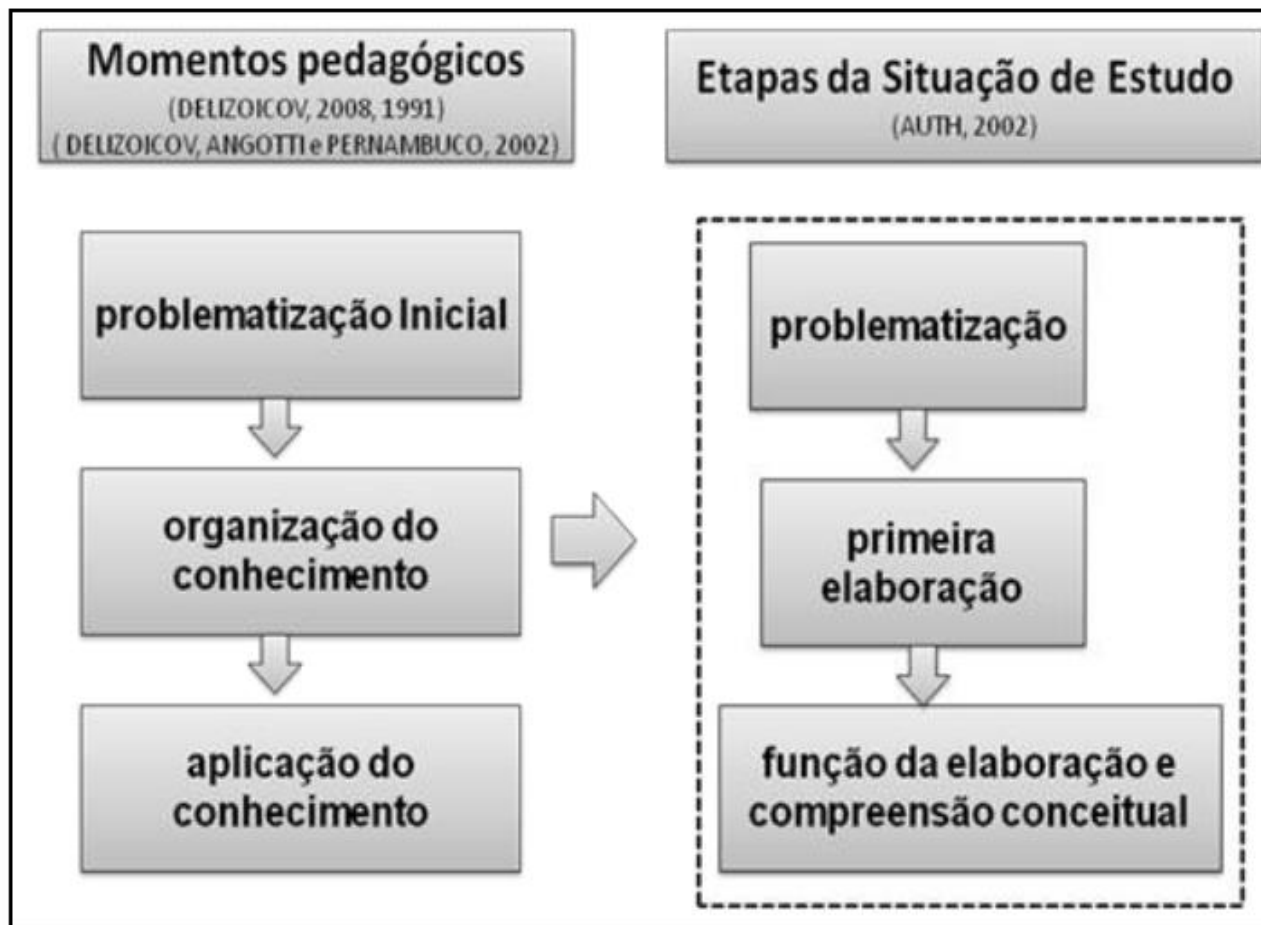 Momentos pedagógicos
(DELIZOICOV, 2008, 1991)
( DELIZOICOV, ANGOTTI e PERNAMBUCO, 2002)
problematização Inicial
organização do
conhecimento
aplicação do
conhecimento
Etapas da Situação de Estudo
(AUTH, 2002)
problematização
primeira
elaboração
função da elaboração e
compreensão conceitual